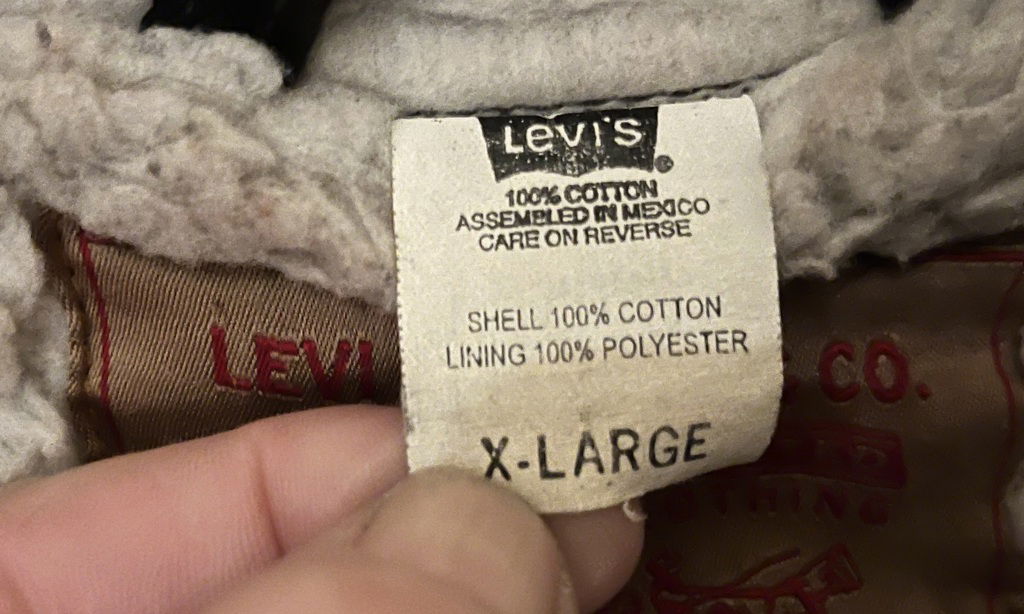 Levi's ®
100% COTTON
ASSEMBLED IN MEXICO
CARE ON REVERSE
SHELL 100% COTTON
LINING 100% POLYESTER
X-LARGE
LEVI
CO.